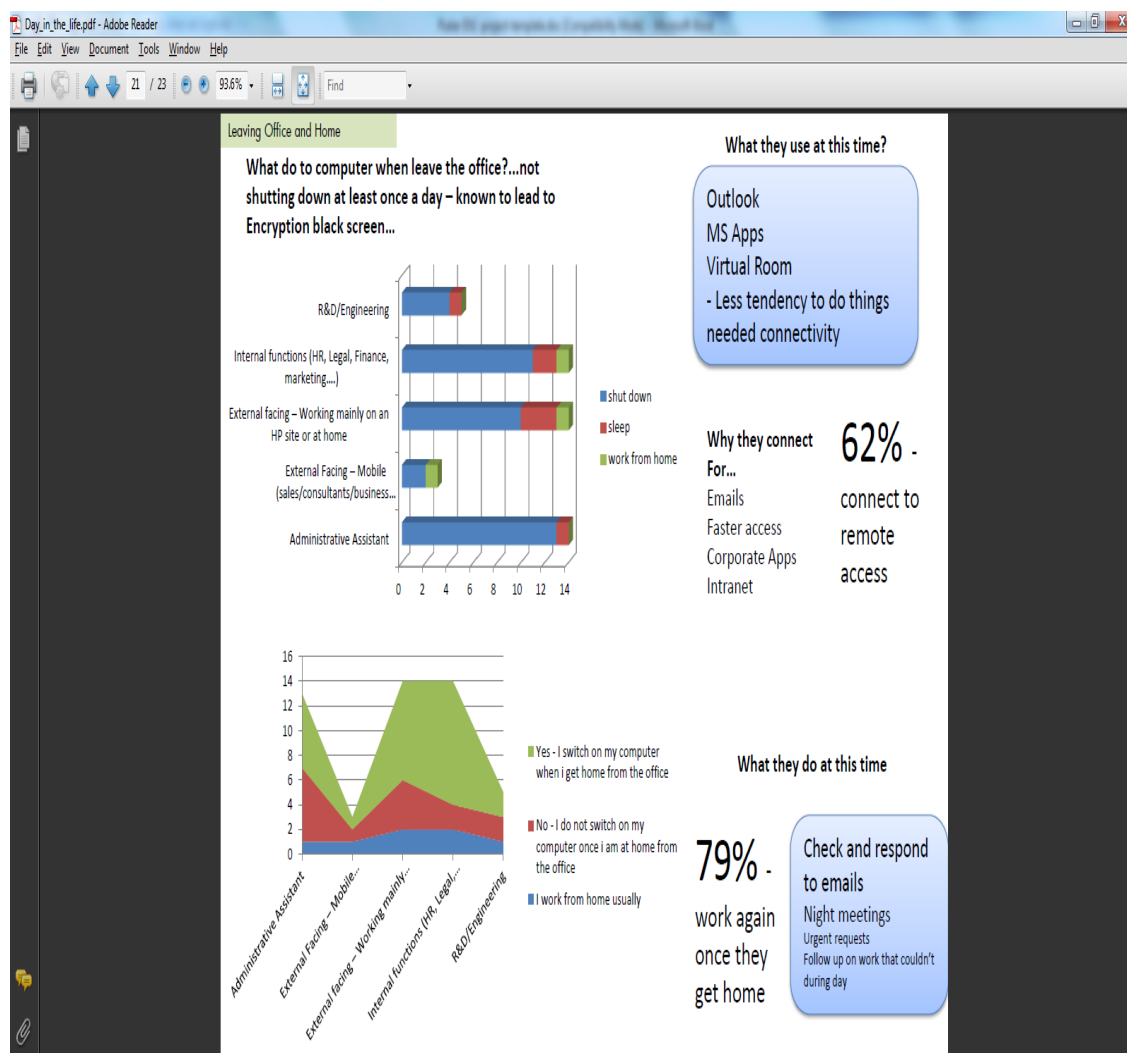 Day_in_the_life.pdf - Adobe Reader
File Edit View Document Tools Window Help
21 / 23 93.6% Find
Leaving Office and Home
What do to computer when leave the office?...not
shutting down at least once a day – known to lead to
Encryption black screen...
R&D/Engineering
Internal functions (HR, Legal, Finance,
marketing....)
External facing – Working mainly on an
HP site or at home
External Facing – Mobile
(sales/consultants/business...
Administrative Assistant
0 2 4 6 8 10 12 14
shut down
sleep
work from home
What they use at this time?
Outlook
MS Apps
Virtual Room
- Less tendency to do things
needed connectivity
Why they connect
For...
Emails
Faster access
Corporate Apps
Intranet
62% -
connect to
remote
access
16
14
12
10
8
6
4
2
0
Administrative Assistant
External Facing – Mobile...
External facing – Working mainly...
Internal functions (HR, Legal,...
R&D/Engineering
Yes - I switch on my computer
when i get home from the office
No - I do not switch on my
computer once i am at home from
the office
I work from home usually
What they do at this time
79% -
work again
once they
get home
Check and respond
to emails
Night meetings
Urgent requests
Follow up on work that couldn't
during day